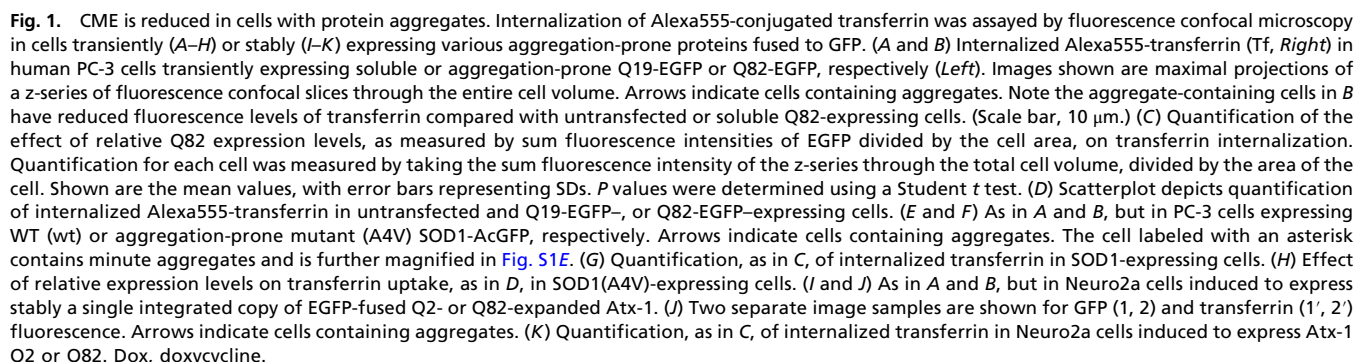 Fig. 1. CME is reduced in cells with protein aggregates. Internalization of Alexa555-conjugated transferrin was assayed by fluorescence confocal microscopy
in cells transiently (A–H) or stably (I–K) expressing various aggregation-prone proteins fused to GFP. (A and B) Internalized Alexa555-transferrin (Tf, Right) in
human PC-3 cells transiently expressing soluble or aggregation-prone Q19-EGFP or Q82-EGFP, respectively (Left). Images shown are maximal projections of
a z-series of fluorescence confocal slices through the entire cell volume. Arrows indicate cells containing aggregates. Note the aggregate-containing cells in B
have reduced fluorescence levels of transferrin compared with untransfected or soluble Q82-expressing cells. (Scale bar, 10 μm.) (C) Quantification of the
effect of relative Q82 expression levels, as measured by sum fluorescence intensities of EGFP divided by the cell area, on transferrin internalization.
Quantification for each cell was measured by taking the sum fluorescence intensity of the z-series through the total cell volume, divided by the area of the
cell. Shown are the mean values, with error bars representing SDs. P values were determined using a Student t test. (D) Scatterplot depicts quantification
of internalized Alexa555-transferrin in untransfected and Q19-EGFP–, or Q82-EGFP–expressing cells. (E and F) As in A and B, but in PC-3 cells expressing
WT (wt) or aggregation-prone mutant (A4V) SOD1-AcGFP, respectively. Arrows indicate cells containing aggregates. The cell labeled with an asterisk
contains minute aggregates and is further magnified in Fig. S1E. (G) Quantification, as in C, of internalized transferrin in SOD1-expressing cells. (H) Effect
of relative expression levels on transferrin uptake, as in D, in SOD1(A4V)-expressing cells. (I and J) As in A and B, but in Neuro2a cells induced to express
stably a single integrated copy of EGFP-fused Q2- or Q82-expanded Atx-1. (J) Two separate image samples are shown for GFP (1, 2) and transferrin (1′, 2′)
fluorescence. Arrows indicate cells containing aggregates. (K) Quantification, as in C, of internalized transferrin in Neuro2a cells induced to express Atx-1
Q2 or Q82. Dox, doxycycline.